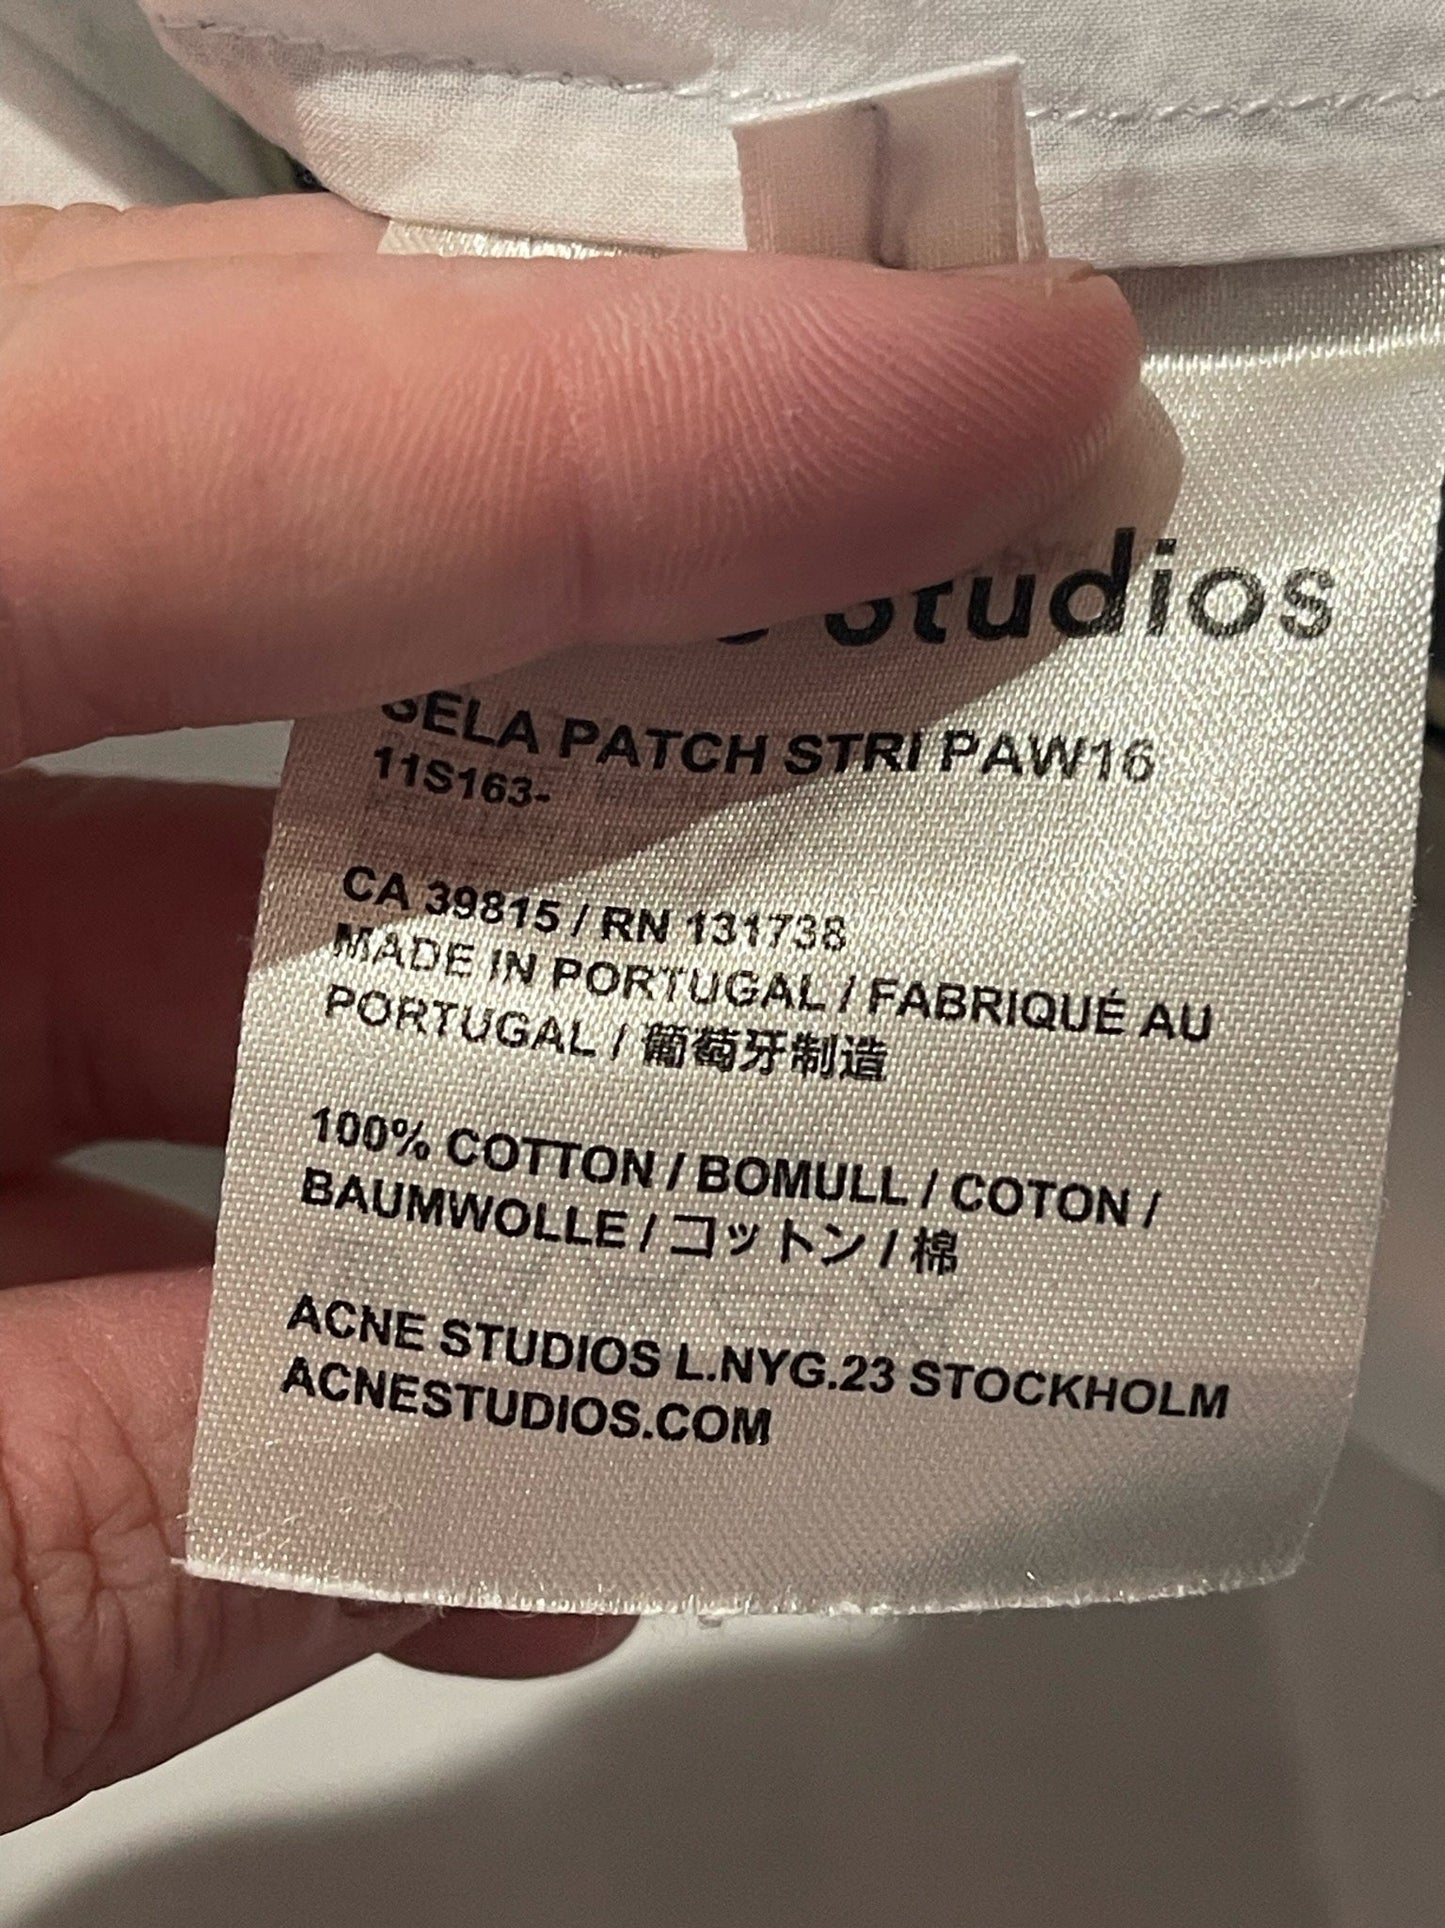 Studios
SELA PATCH STRI PAW16
11S163-
CA 39815 / RN 131738
MADE IN PORTUGAL / FABRIQUÉ AU
PORTUGAL / 葡萄牙制造
100% COTTON / BOMULL / COTON /
BAUMWOLLE / コットン / 棉
ACNE STUDIOS L.NYG.23 STOCKHOLM
ACNESTUDIOS.COM